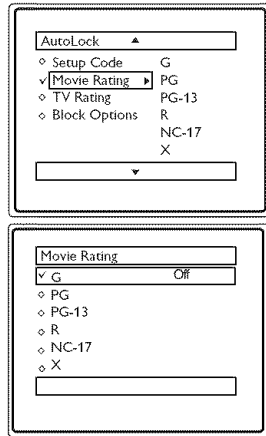 AutoLock ▲
◇ Setup Code G
✓ Movie Rating ▶ PG
◇ TV Rating PG-13
◇ Block Options R
NC-17
X
▼
Movie Rating
✓ G Off
◇ PG
◇ PG-13
◇ R
◇ NC-17
◇ X